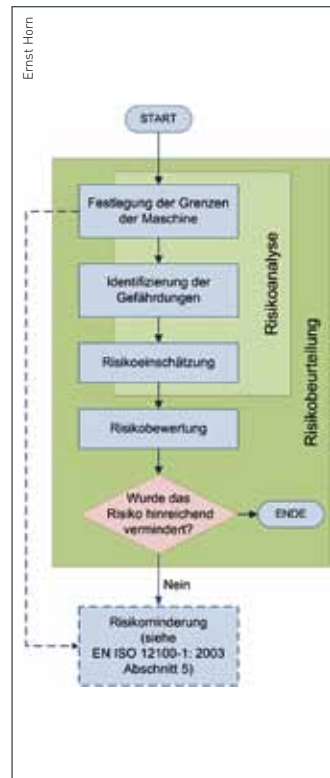 Ernst Horn
START
Festlegung der Grenzen
der Maschine
Identifizierung der
Gefährdungen
Risikoeinschätzung
Risikoanalyse
Risikobewertung
Risikobeurteilung
Wurde das
Risiko hinreichend
vermindert?
ENDE
Nein
Risikominderung
(siehe
EN ISO 12100-1: 2003
Abschnitt 5)